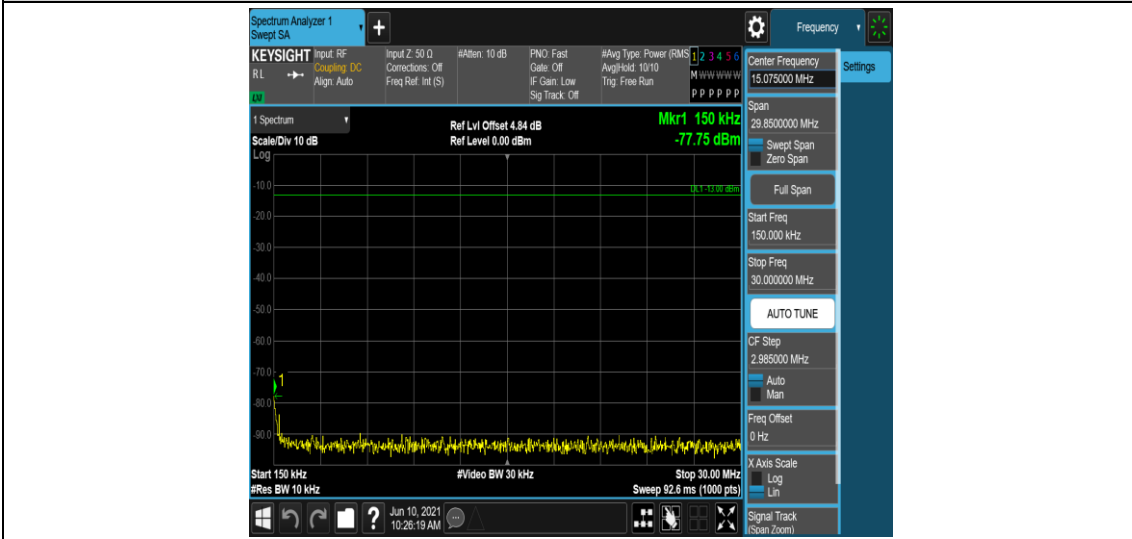 Spectrum Analyzer 1
Swept SA
+
Frequency
KEYSIGHT
RL
Input: RF
Coupling: DC
Align: Auto
Input Z: 50 Ω
Corrections: Off
Freq Ref: Int (S)
#Atten: 10 dB
PNO: Fast
Gate: Off
IF Gain: Low
Sig Track: Off
#Avg Type: Power (RMS
Avg|Hold: 10/10
Trig: Free Run
1 2 3 4 5 6
M W W W W W
P P P P P P
1 Spectrum
Scale/Div 10 dB
Log
Ref Lvl Offset 4.84 dB
Ref Level 0.00 dBm
Mkr1 150 kHz
-77.75 dBm
DL1 -13.00 dBm
-10.0
-20.0
-30.0
-40.0
-50.0
-60.0
-70.0
1
-80.0
-90.0
Start 150 kHz
#Res BW 10 kHz
#Video BW 30 kHz
Stop 30.00 MHz
Sweep 92.6 ms (1000 pts)
?
Jun 10, 2021
10:26:19 AM
Center Frequency
15.075000 MHz
Span
29.8500000 MHz
Swept Span
Zero Span
Full Span
Start Freq
150.000 kHz
Stop Freq
30.000000 MHz
AUTO TUNE
CF Step
2.985000 MHz
Auto
Man
Freq Offset
0 Hz
X Axis Scale
Log
Lin
Signal Track
(Span Zoom)
Settings